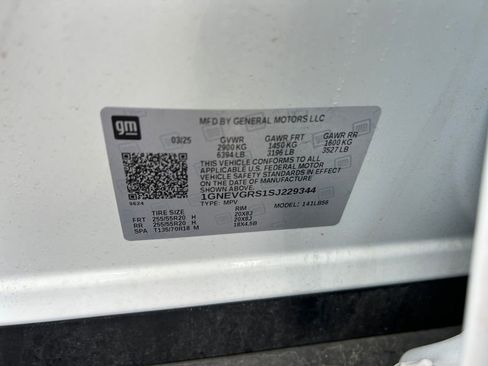 gm
MFD BY GENERAL MOTORS LLC
03/25 GVWR GAWR FRT GAWR RR
2900 KG 1450 KG 1600 KG
6394 LB 3196 LB 3527 LB
THIS VEHICLE CONFORMS TO ALL
APPLICABLE U.S. FEDERAL MOTOR
VEHICLE SAFETY STANDARDS IN EFFECT
ON THE DATE OF MANUFACTURE
SHOWN ABOVE.
1GNEVGRS1SJ229344
9624
TYPE: MPV MODEL: 141LB56
TIRE SIZE RIM
FRT 255/55R20 H 20X8J
RR 255/55R20 H 20X8J
SPA T135/70R18 M 18X4.5B